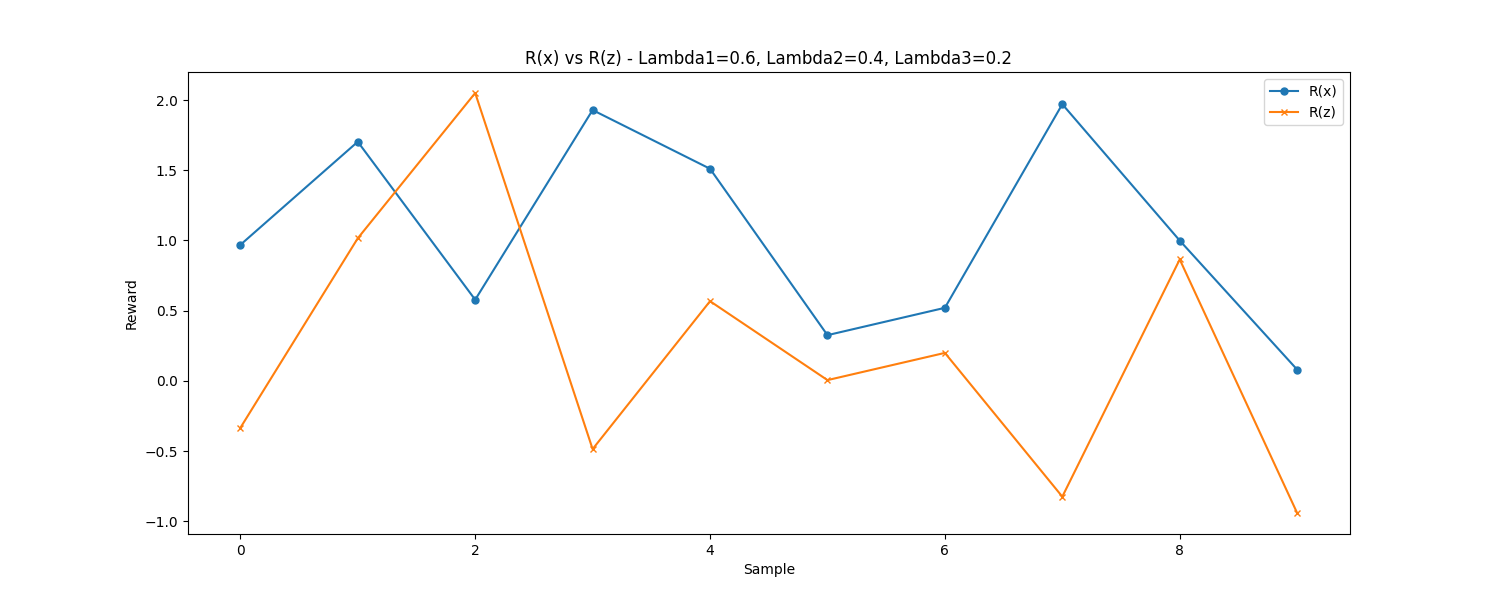 R(x) vs R(z) - Lambda1=0.6, Lambda2=0.4, Lambda3=0.2
R(x)
R(z)
2.0
1.5
1.0
0.5
0.0
−0.5
−1.0
Reward
0 2 4 6 8
Sample